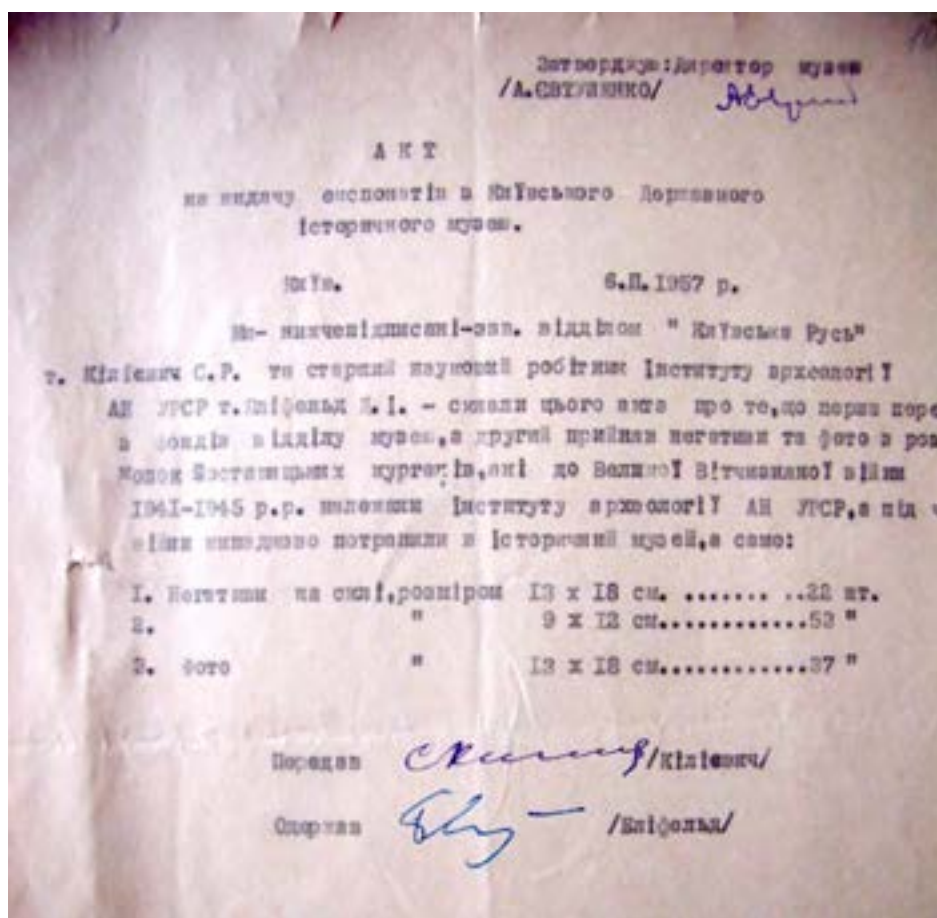 Затверджую:Директор музею
/А.ЄВТУШЕНКО/
А К Т
на видачу експонатів з Київського Державного
історичного музею.
Київ. 6.П.1957 р.
Ми- нижчепідписані-зав. відділом " Київська Русь"
т. Кілієвич С.Р. та старший науковий робітник Інституту археології
АН УРСР т.Бліфельд Д.І. - склали цього акта про те,що перша пере
з фондів відділу музею,а другий прийняв негативи та фото з роз
копок курганів,які до Великої Вітчизняної війни
1941-1945 р.р. належали Інституту археології АН УРСР,а під ч
війни випадково потрапили в історичний музей,а саме:
1. Негативи на склі,розміром 13 х 18 см. ....... ..22 шт.
2. " 9 х 12 см.............53 "
3. Фото " 13 х 18 см.............37 "
Передав /Кілієвич/
Одержав /Бліфельд/